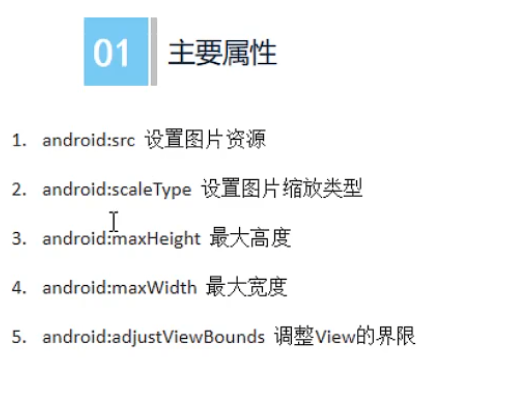 01 主要属性
1. android:src 设置图片资源
2. android:scaleType 设置图片缩放类型
3. android:maxHeight 最大高度
4. android:maxWidth 最大宽度
5. android:adjustViewBounds 调整View的界限